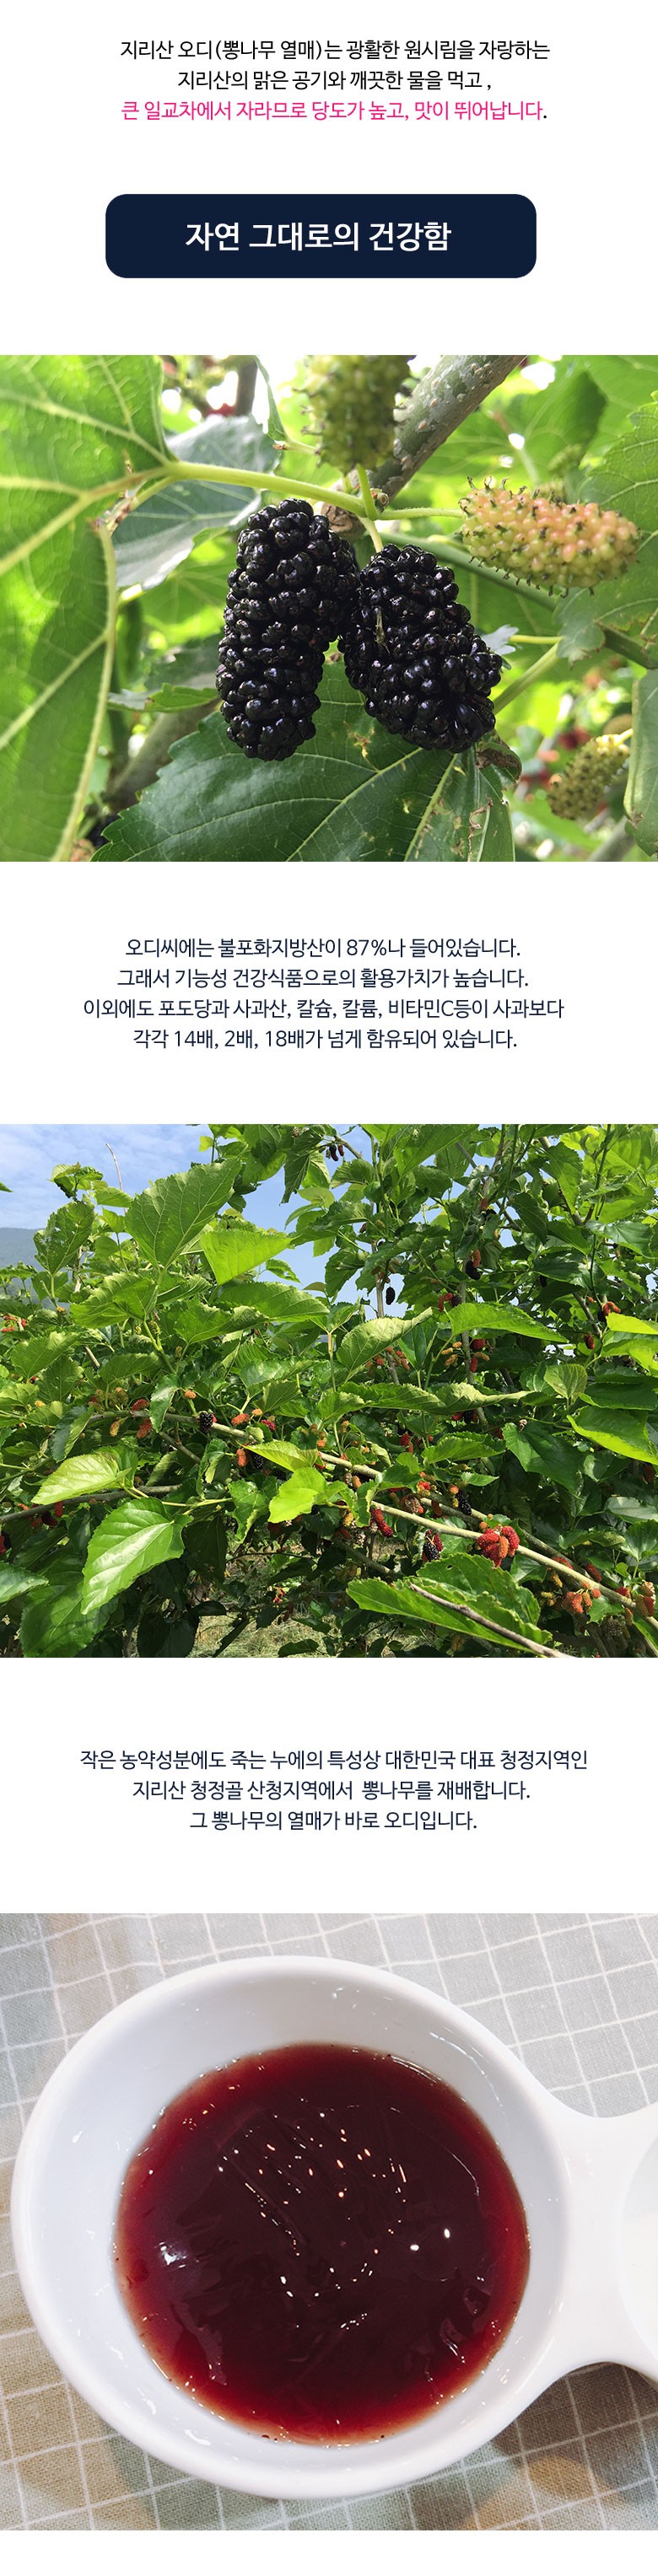 지리산 오디(뽕나무 열매)는 광활한 원시림을 자랑하는
지리산의 맑은 공기와 깨끗한 물을 먹고 ,
큰 일교차에서 자라므로 당도가 높고, 맛이 뛰어납니다.
자연 그대로의 건강함
오디씨에는 불포화지방산이 87%나 들어있습니다.
그래서 기능성 건강식품으로의 활용가치가 높습니다.
이외에도 포도당과 사과산, 칼슘, 칼륨, 비타민C등이 사과보다
각각 14배, 2배, 18배가 넘게 함유되어 있습니다.
작은 농약성분에도 죽는 누에의 특성상 대한민국 대표 청정지역인
지리산 청정골 산청지역에서 뽕나무를 재배합니다.
그 뽕나무의 열매가 바로 오디입니다.